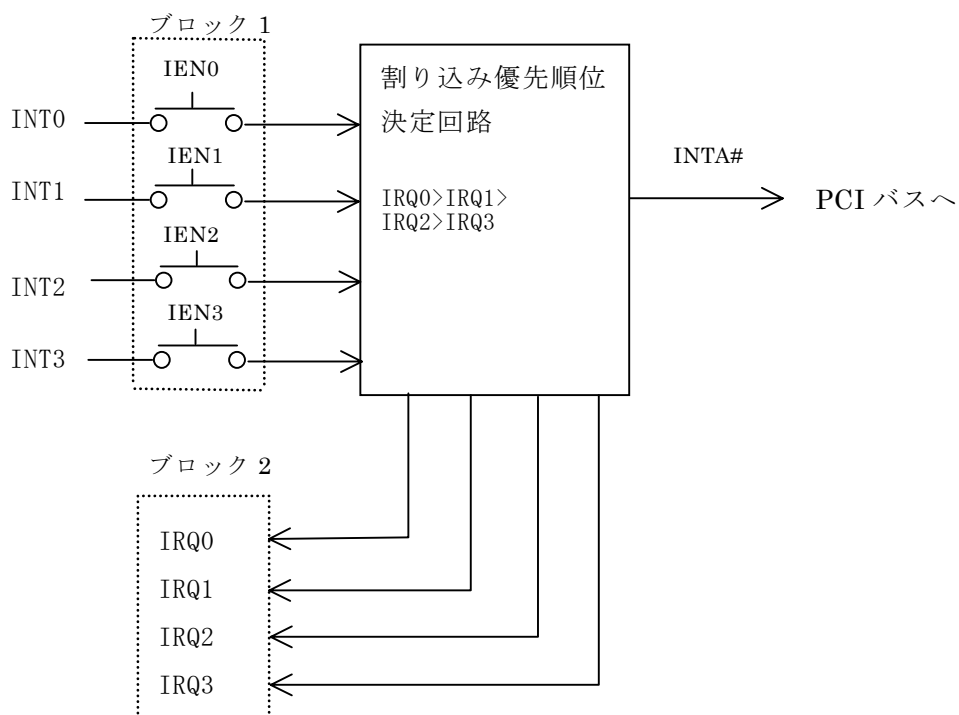 ブロック 1
IEN0
INT0
IEN1
INT1
IEN2
INT2
IEN3
INT3
割り込み優先順位
決定回路
IRQ0>IRQ1>
IRQ2>IRQ3
INTA#
PCI バスへ
ブロック 2
IRQ0
IRQ1
IRQ2
IRQ3